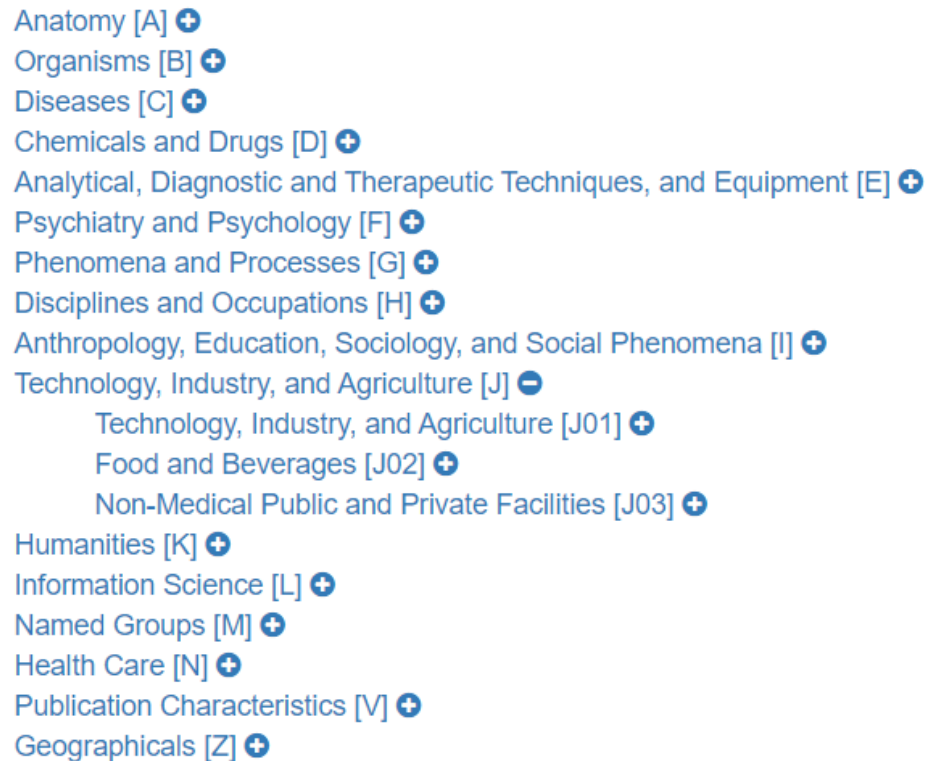 Anatomy [A]
Organisms [B]
Diseases [C]
Chemicals and Drugs [D]
Analytical, Diagnostic and Therapeutic Techniques, and Equipment [E]
Psychiatry and Psychology [F]
Phenomena and Processes [G]
Disciplines and Occupations [H]
Anthropology, Education, Sociology, and Social Phenomena [I]
Technology, Industry, and Agriculture [J]
Technology, Industry, and Agriculture [J01]
Food and Beverages [J02]
Non-Medical Public and Private Facilities [J03]
Humanities [K]
Information Science [L]
Named Groups [M]
Health Care [N]
Publication Characteristics [V]
Geographicals [Z]